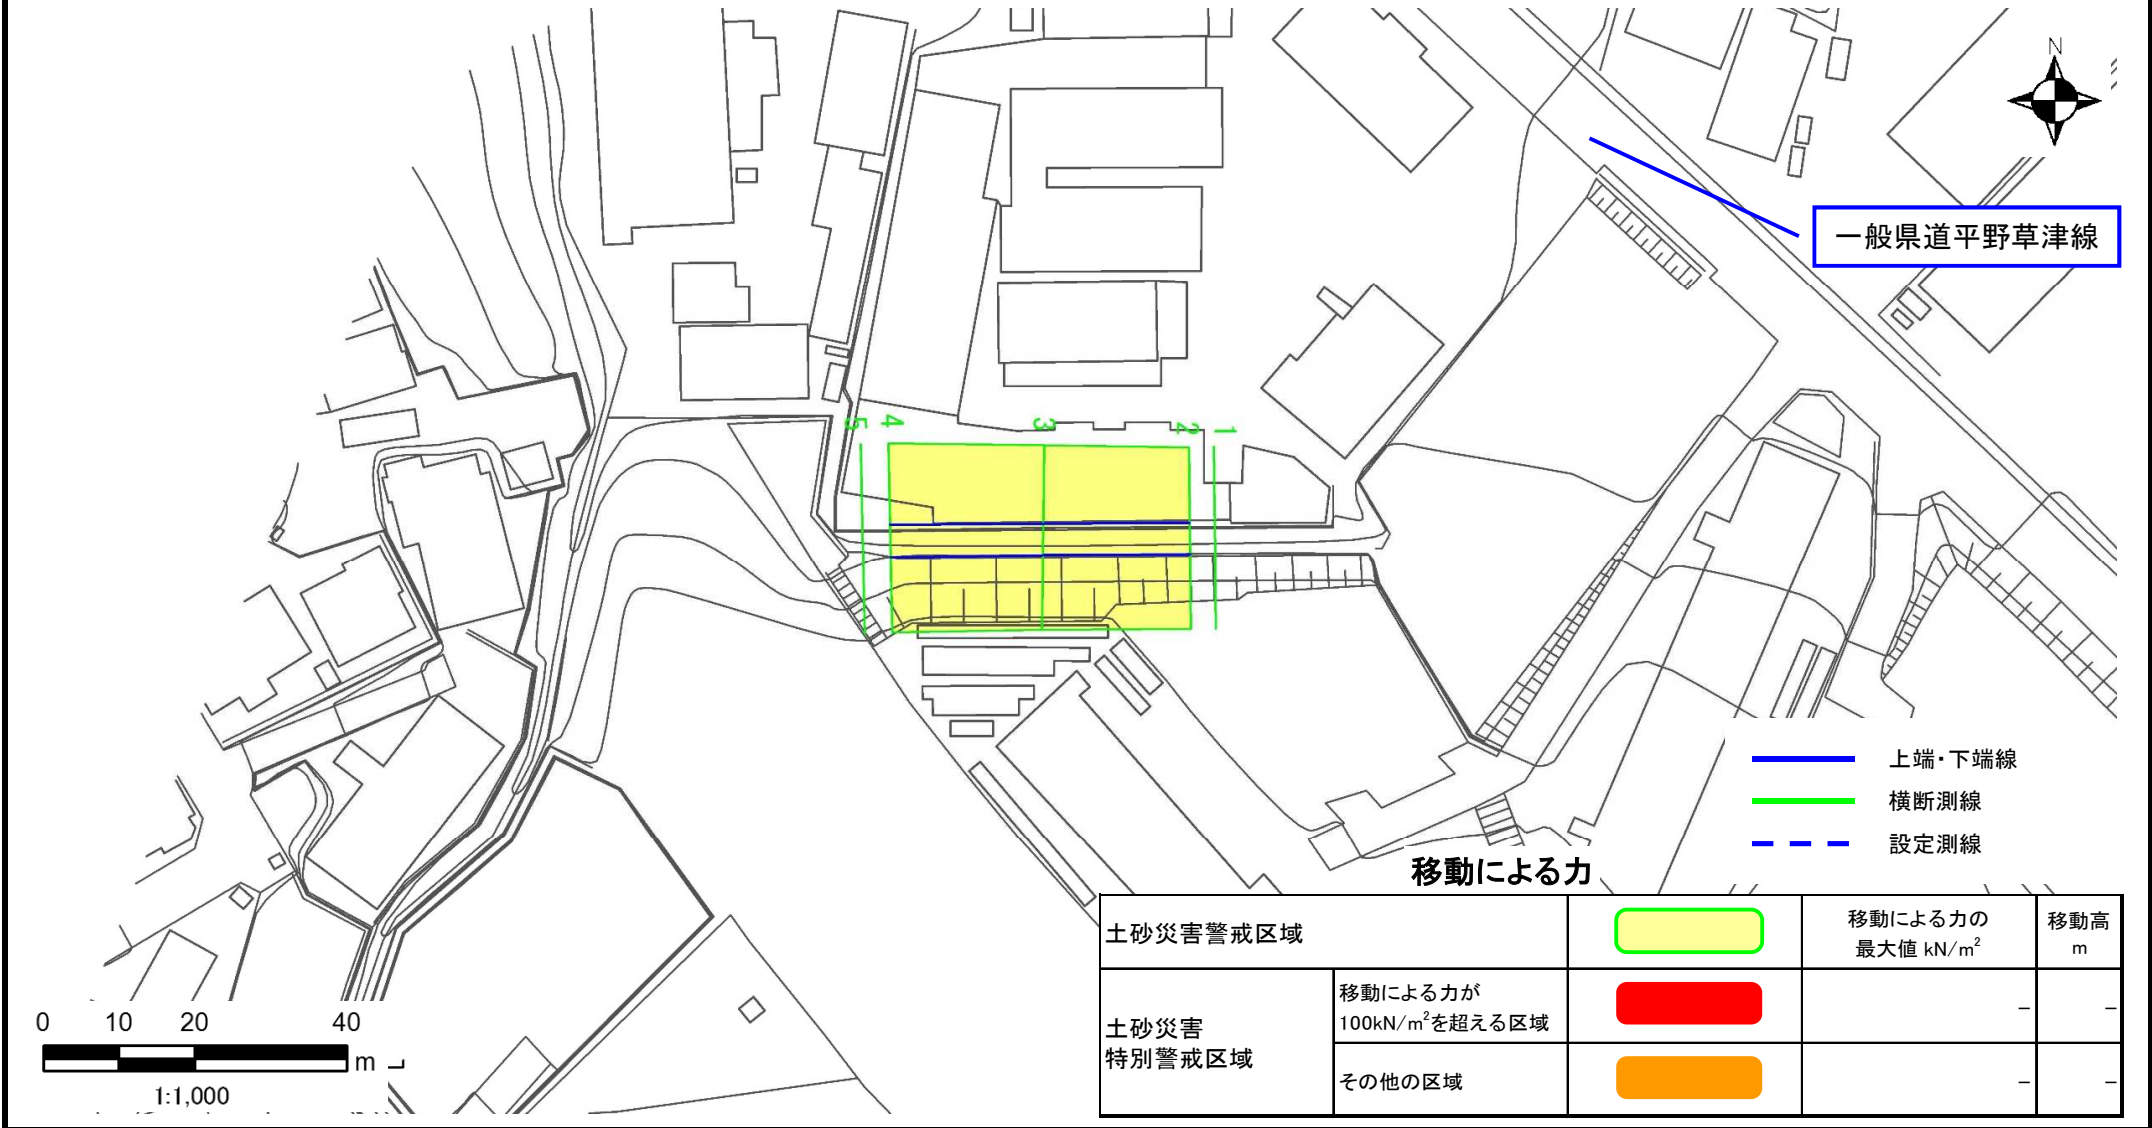 N
一般県道平野草津線
5 4 3 2 1
上端・下端線
横断測線
設定測線
移動による力
土砂災害警戒区域
移動による力の
最大値 kN/m²
移動高
m
土砂災害
特別警戒区域
移動による力が
100kN/m²を超える区域
－ －
その他の区域
－ －
0 10 20 40
m
1:1,000